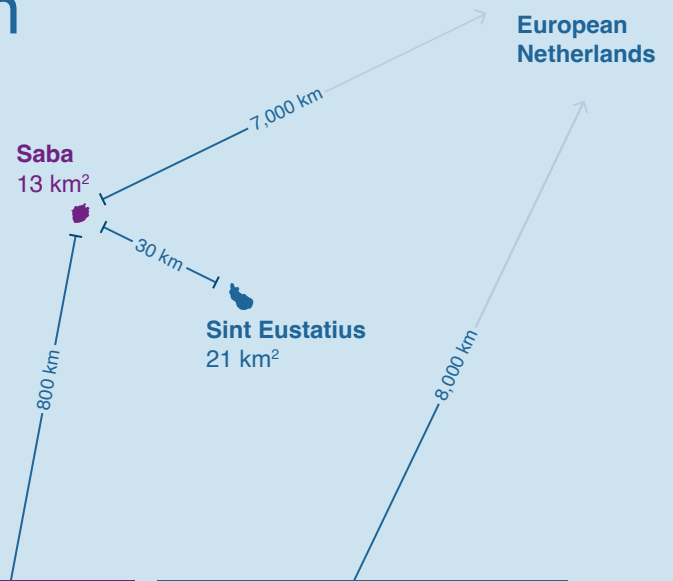 n
European
Netherlands
7,000 km
Saba
13 km²
30 km
Sint Eustatius
21 km²
800 km
8,000 km